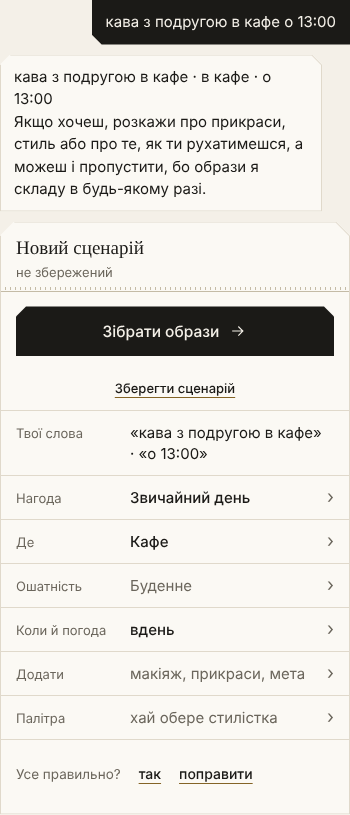 кава з подругою в кафе о 13:00
кава з подругою в кафе · в кафе · о
13:00
Якщо хочеш, розкажи про прикраси,
стиль або про те, як ти рухатимешся, а
можеш і пропустити, бо образи я
складу в будь-якому разі.
Новий сценарій
не збережений
Зібрати образи →
Зберегти сценарій
Твої слова «кава з подругою в кафе»
· «о 13:00»
Нагода Звичайний день ›
Де Кафе ›
Ошатність Буденне ›
Коли й погода вдень ›
Додати макіяж, прикраси, мета ›
Палітра хай обере стилістка ›
Усе правильно? так поправити